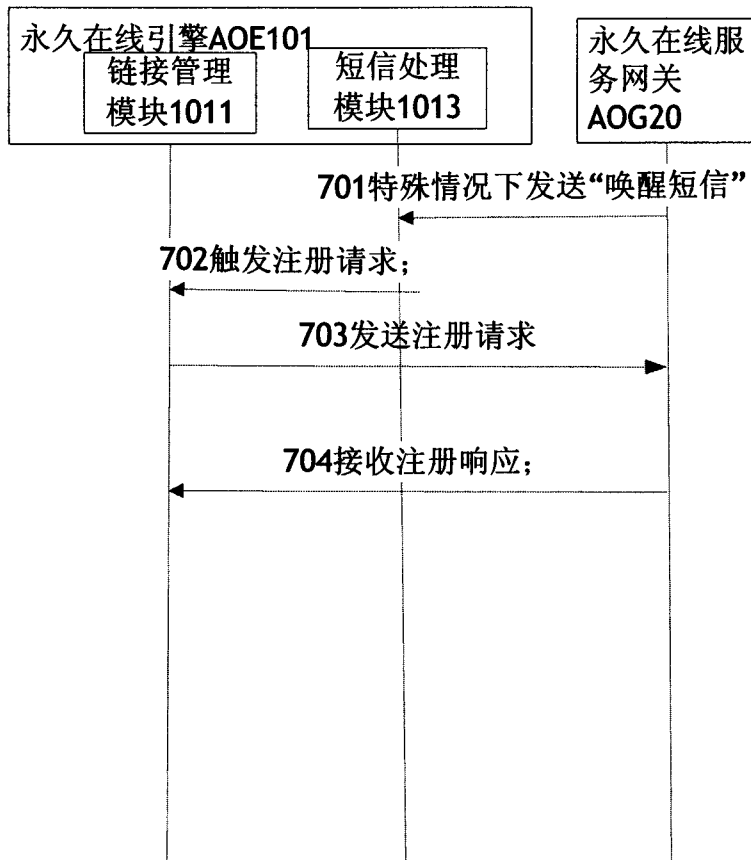 永久在线引擎AOE101
链接管理
模块1011
短信处理
模块1013
永久在线服
务网关
AOG20
701特殊情况下发送“唤醒短信”
702触发注册请求；
703发送注册请求
704接收注册响应；